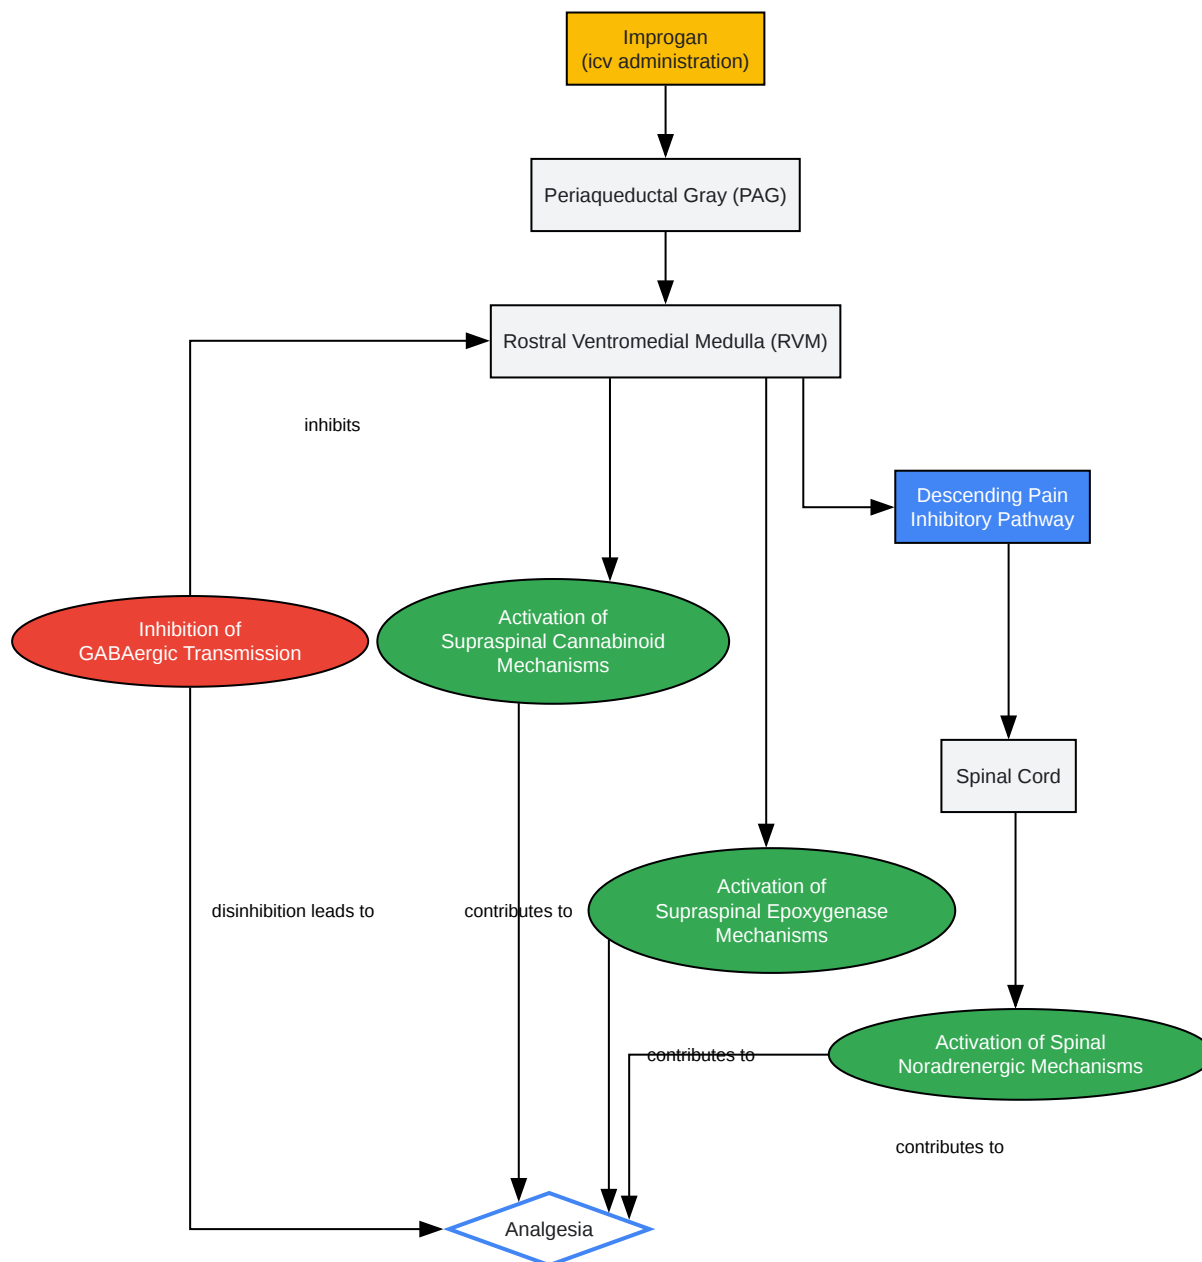 Improgan
(icv administration)
Periaqueductal Gray (PAG)
Rostral Ventromedial Medulla (RVM)
inhibits
Descending Pain
Inhibitory Pathway
Inhibition of
GABAergic Transmission
Activation of
Supraspinal Cannabinoid
Mechanisms
Spinal Cord
disinhibition leads to
contributes to
Activation of
Supraspinal Epoxygenase
Mechanisms
contributes to
Activation of Spinal
Noradrenergic Mechanisms
contributes to
Analgesia